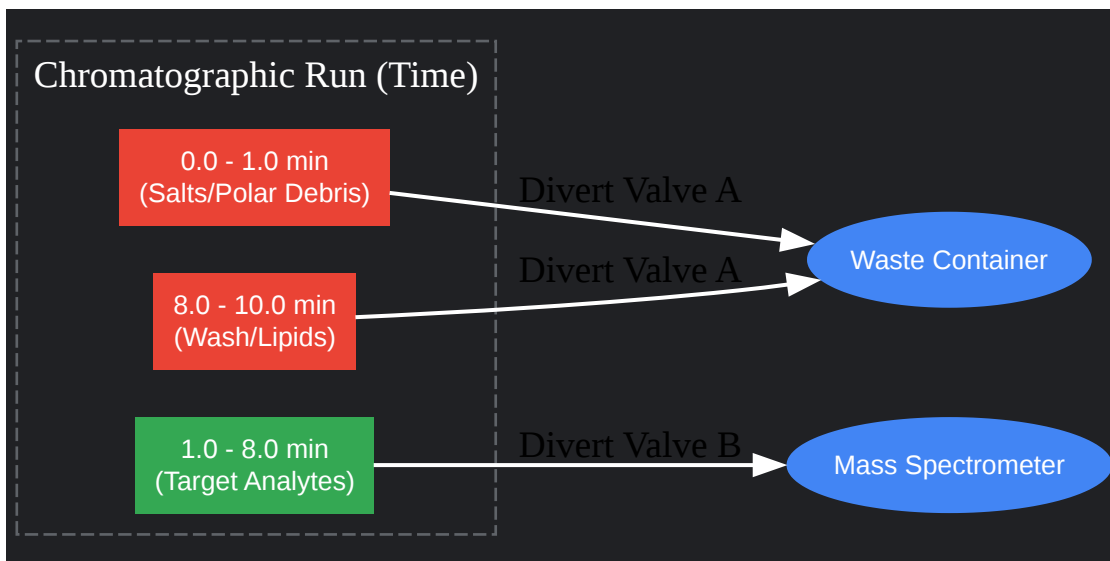 Chromatographic Run (Time)
0.0 - 1.0 min
(Salts/Polar Debris)
Divert Valve A
Waste Container
8.0 - 10.0 min
(Wash/Lipids)
Divert Valve A
1.0 - 8.0 min
(Target Analytes)
Divert Valve B
Mass Spectrometer